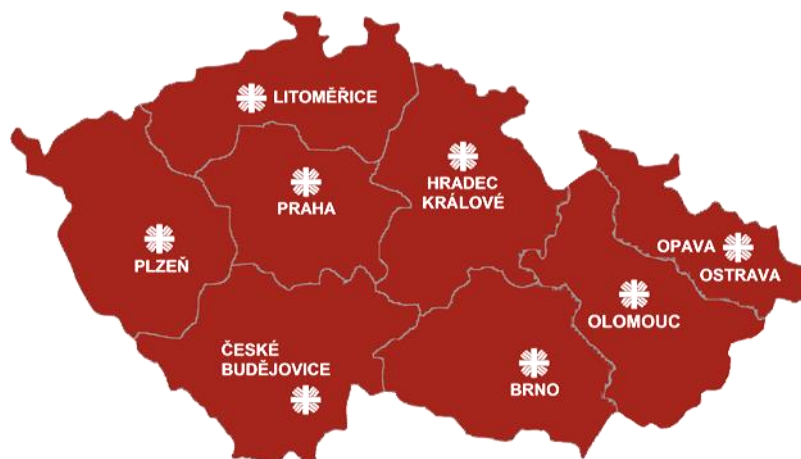 LITOMĚŘICE
HRADEC
KRÁLOVÉ
PRAHA
PLZEŇ
OPAVA
OSTRAVA
OLOMOUC
ČESKÉ
BUDĚJOVICE
BRNO